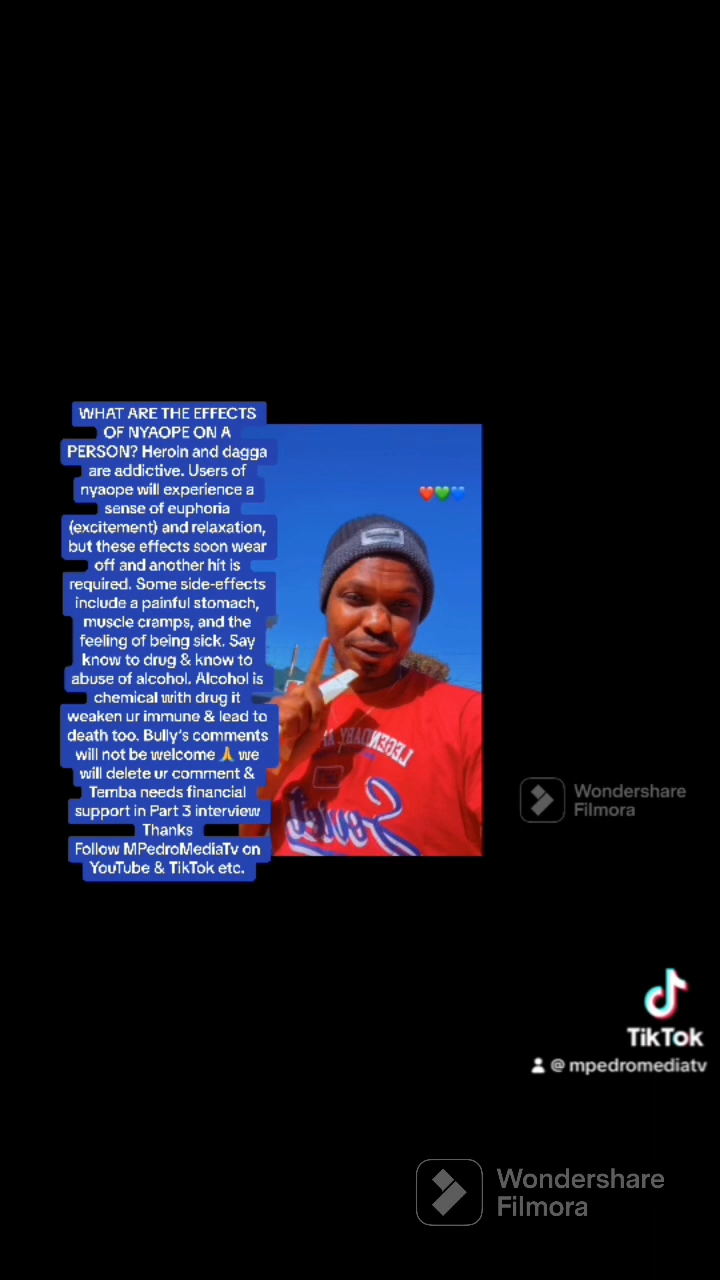 WHAT ARE THE EFFECTS
OF NYAOPE ON A
PERSON? Heroin and dagga
are addictive. Users of
nyaope will experience a
sense of euphoria
(excitement) and relaxation,
but these effects soon wear
off and another hit is
required. Some side-effects
include a painful stomach,
muscle cramps, and the
feeling of being sick. Say
know to drug & know to
abuse of alcohol. Alcohol is
chemical with drug it
weaken ur immune & lead to
death too. Bully's comments
will not be welcome 🙏 we
will delete ur comment &
Temba needs financial
support in Part 3 interview
Thanks
Follow MPedroMediaTv on
YouTube & TikTok etc.
LEGENDARY
Wondershare
Filmora
TikTok
@mpedromediatv
Wondershare
Filmora